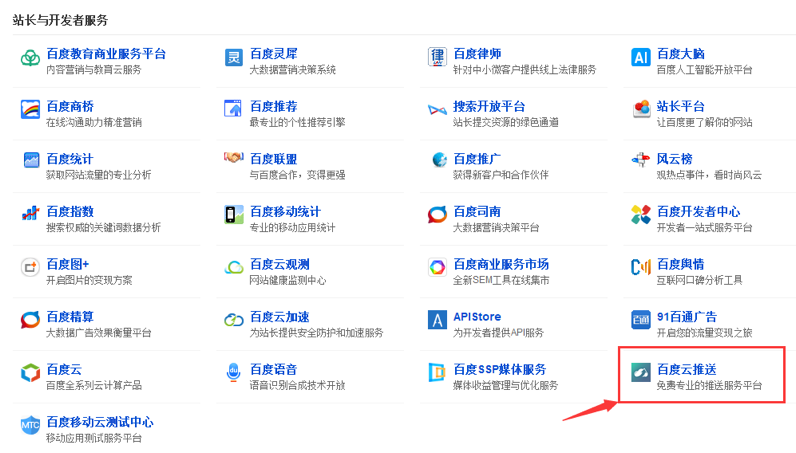 站长与开发者服务
百度教育商业服务平台
内容营销与教育云服务
百度灵犀
大数据营销决策系统
百度律师
针对中小微客户提供线上法律服务
百度大脑
百度人工智能开放平台
百度商桥
在线沟通助力精准营销
百度推荐
最专业的个性推荐引擎
搜索开放平台
站长提交资源的绿色通道
站长平台
让百度更了解你的网站
百度统计
获取网站流量的专业分析
百度联盟
与百度合作，变得更强
百度推广
获得新客户和合作伙伴
风云榜
观热点事件，看时尚风云
百度指数
搜索权威的关键词数据分析
百度移动统计
专业的移动应用统计
百度司南
大数据营销决策平台
百度开发者中心
开发者一站式服务平台
百度图+
开启图片的变现方案
百度云观测
网站健康监测中心
百度商业服务市场
全新SEM工具在线集市
百度舆情
互联网口碑分析工具
百度精算
大数据广告效果衡量平台
百度云加速
为站长提供安全防护和加速服务
APIStore
为开发者提供API服务
91百通广告
开启您的流量变现之旅
百度云
百度全系列云计算产品
百度语音
语音识别合成技术开放
百度SSP媒体服务
媒体收益管理与优化服务
百度云推送
免费专业的推送服务平台
MTC
百度移动云测试中心
移动应用测试服务平台
灵
律
AI
du
百通